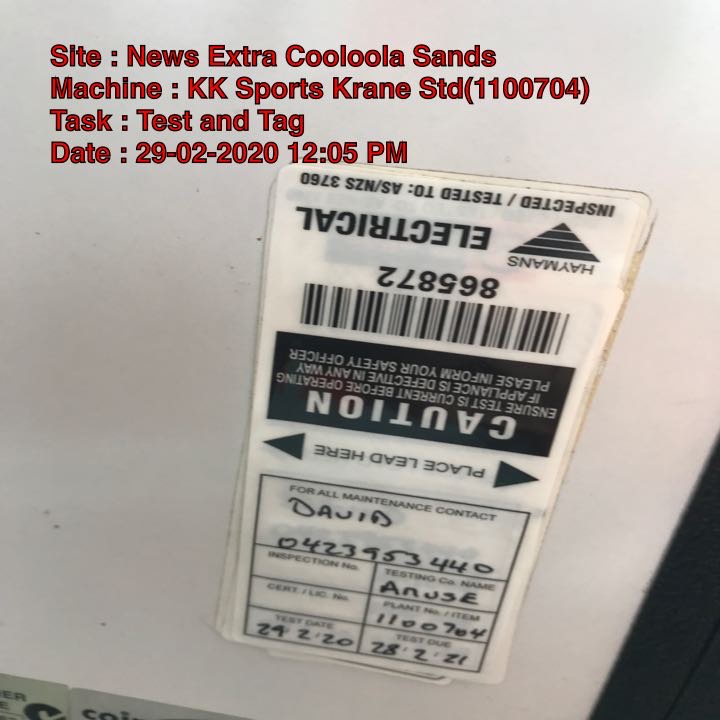 Site : News Extra Cooloola Sands
Machine : KK Sports Krane Std(1100704)
Task : Test and Tag
Date : 29-02-2020 12:05 PM
INSPECTED / TESTED TO: AS/NZS 3760
HAYMANS
ELECTRICAL
865872
CAUTION
ENSURE TEST IS CURRENT BEFORE OPERATING
IF APPLIANCE IS DEFECTIVE IN ANY WAY
PLEASE INFORM YOUR SAFETY OFFICER
PLACE LEAD HERE
FOR ALL MAINTENANCE CONTACT
DAVID
0423953440
INSPECTION No.
TESTING Co. NAME
AMUSE
CERT. / LIC. No.
PLANT No. / ITEM
1100704
TEST DATE
29.2.20
TEST DUE
28.2.21